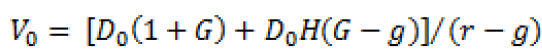 V₀ = [D₀(1 + G) + D₀H(G − g)]/(r − g)